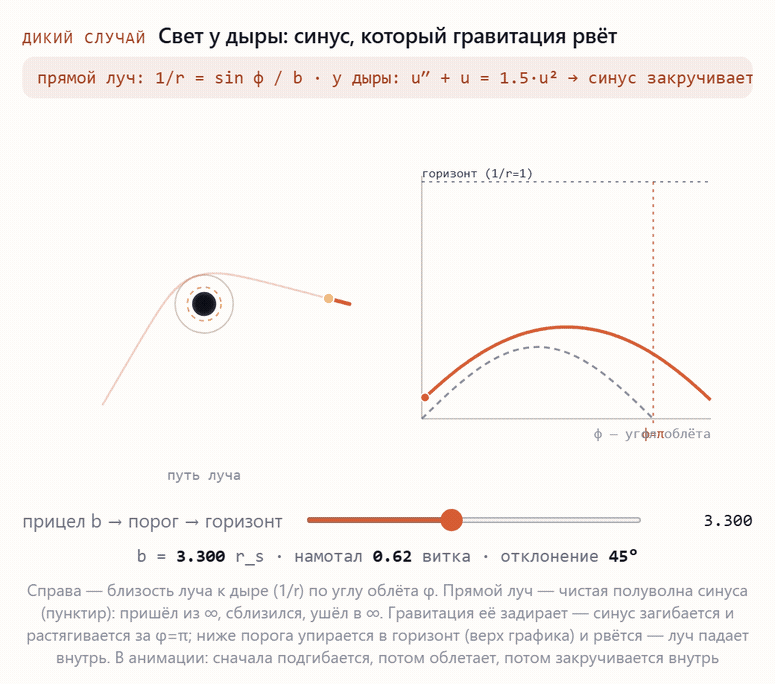 ДИКИЙ СЛУЧАЙ Свет у дыры: синус, который гравитация рвёт
прямой луч: 1/r = sin ϕ / b · у дыры: u″ + u = 1.5·u² → синус закручивает
горизонт (1/r=1)
ϕ — угол облёта
ϕ=π
путь луча
прицел b → порог → горизонт
3.300
b = 3.300 r_s · намотал 0.62 витка · отклонение 45°
Справа — близость луча к дыре (1/r) по углу облёта φ. Прямой луч — чистая полуволна синуса
(пунктир): пришёл из ∞, сблизился, ушёл в ∞. Гравитация её задирает — синус загибается и
растягивается за φ=π; ниже порога упирается в горизонт (верх графика) и рвётся — луч падает
внутрь. В анимации: сначала подгибается, потом облетает, потом закручивается внутрь